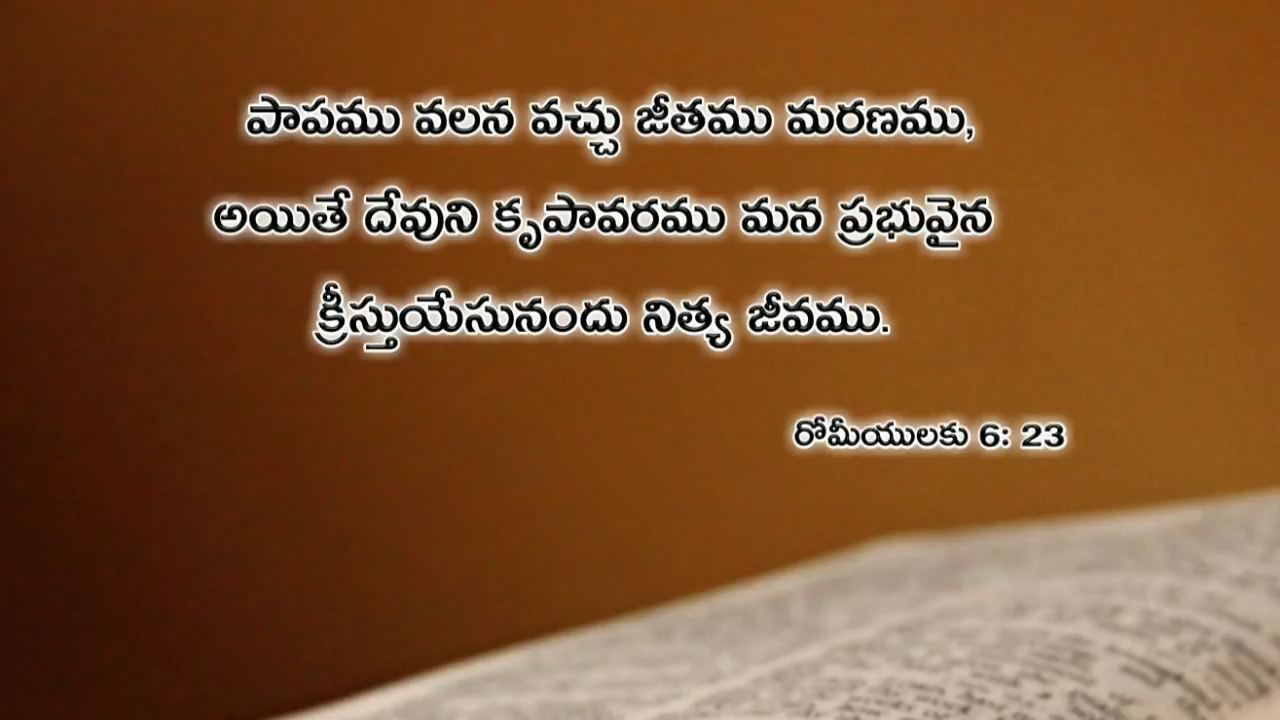 పాపము వలన వచ్చు జీతము మరణము,
అయితే దేవుని కృపావరము మన ప్రభువైన
క్రీస్తుయేసునందు నిత్య జీవము.
రోమీయులకు 6: 23